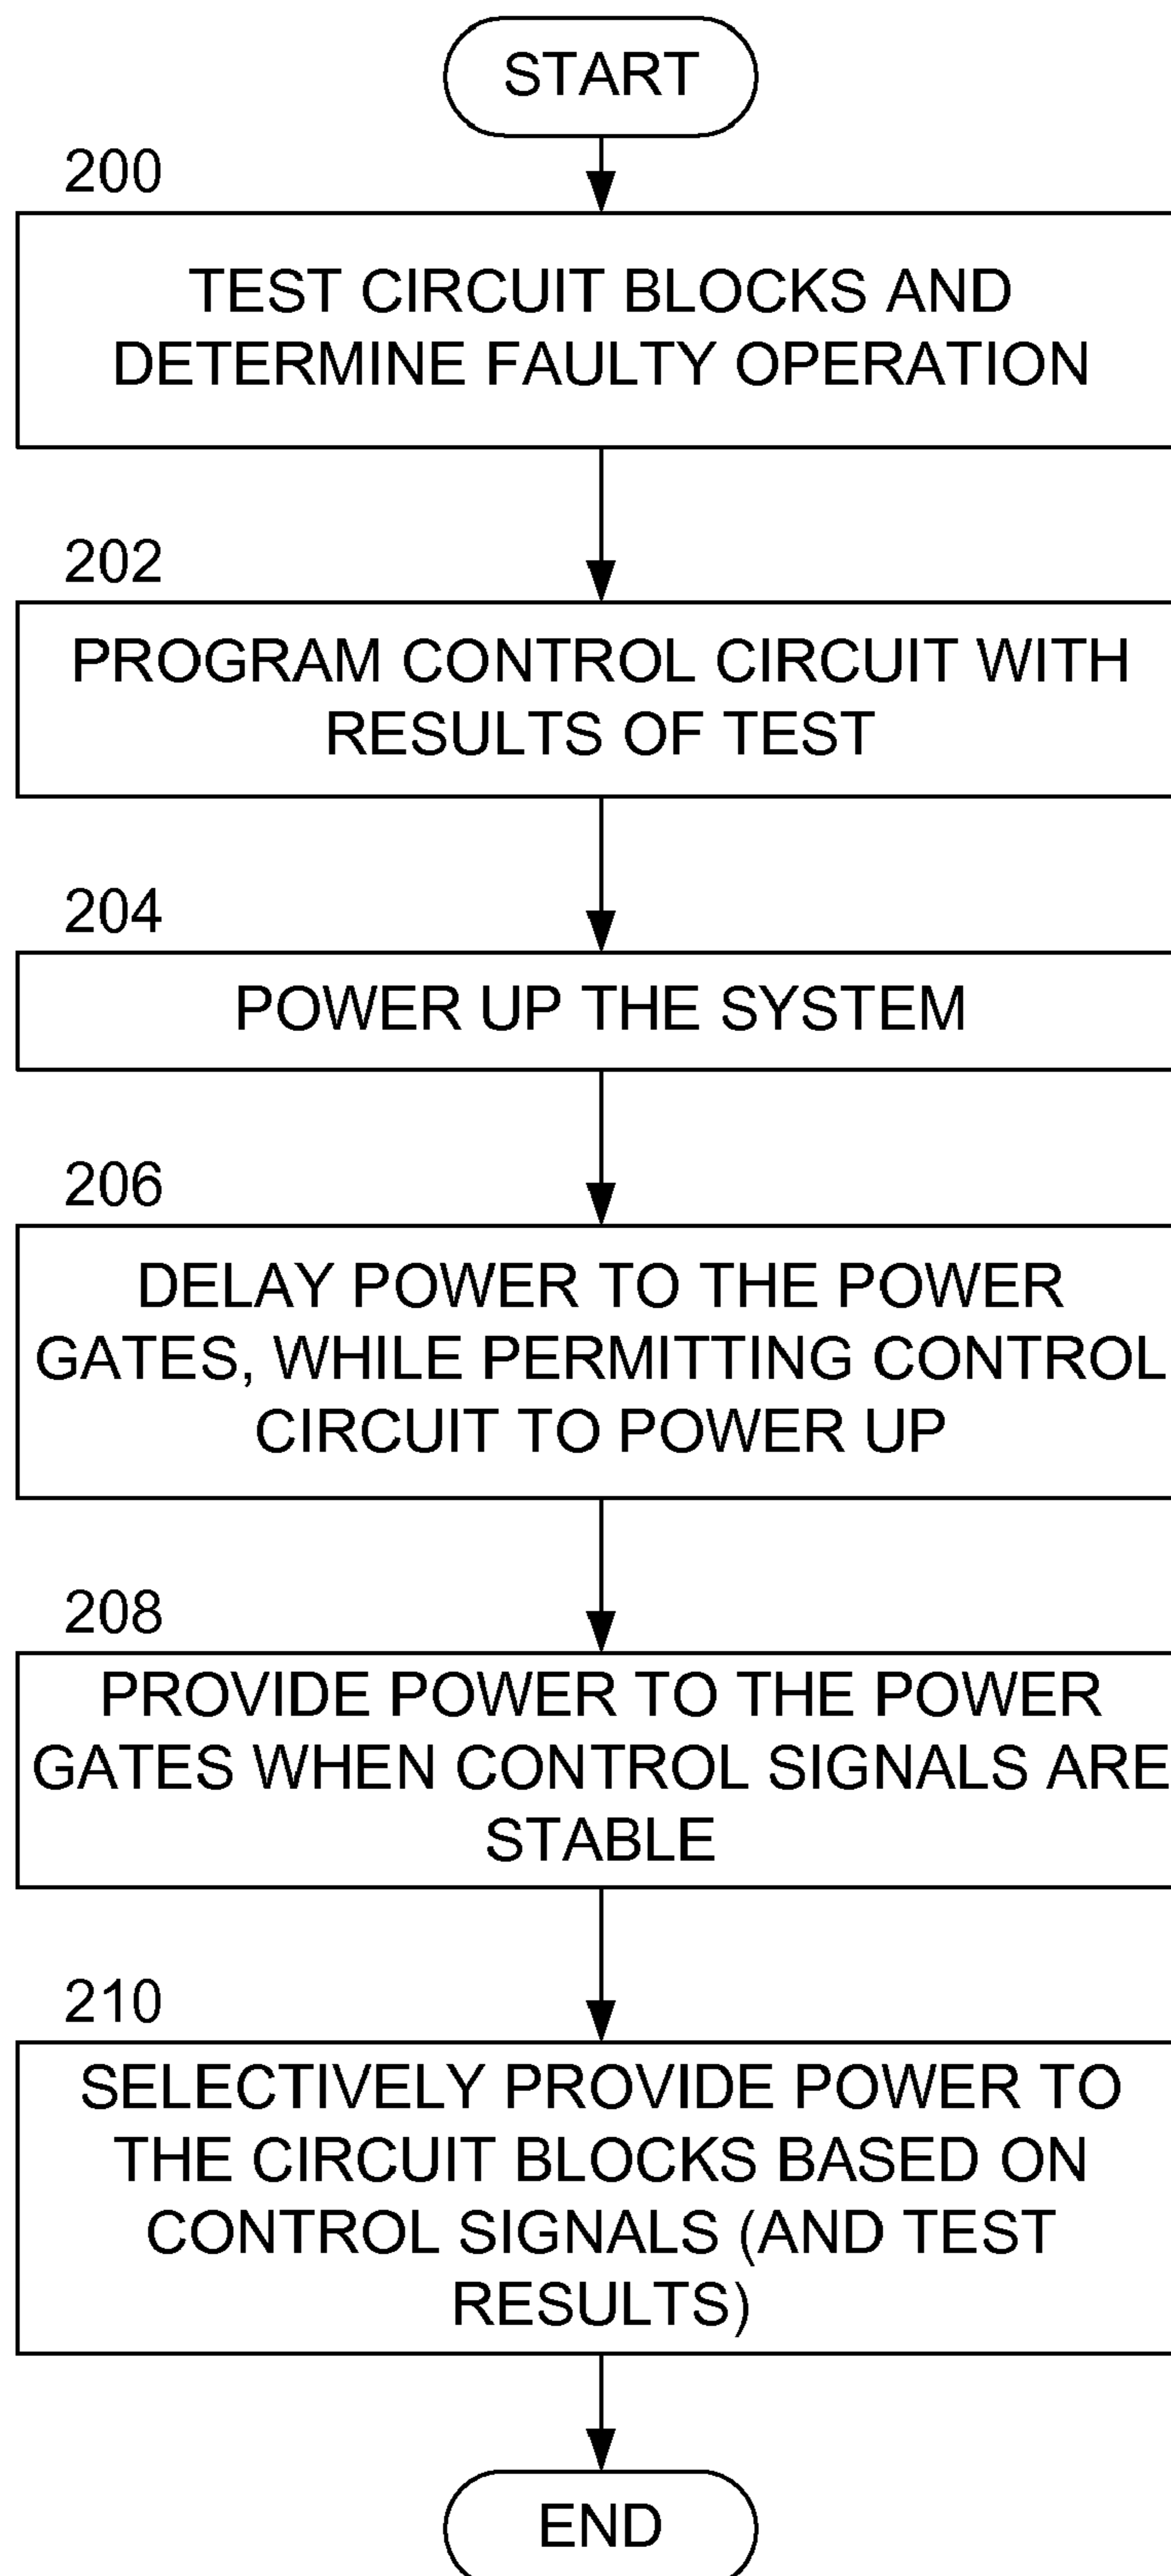 START
200
TEST CIRCUIT BLOCKS AND
DETERMINE FAULTY OPERATION
202
PROGRAM CONTROL CIRCUIT WITH
RESULTS OF TEST
204
POWER UP THE SYSTEM
206
DELAY POWER TO THE POWER
GATES, WHILE PERMITTING CONTROL
CIRCUIT TO POWER UP
208
PROVIDE POWER TO THE POWER
GATES WHEN CONTROL SIGNALS ARE
STABLE
210
SELECTIVELY PROVIDE POWER TO
THE CIRCUIT BLOCKS BASED ON
CONTROL SIGNALS (AND TEST
RESULTS)
END